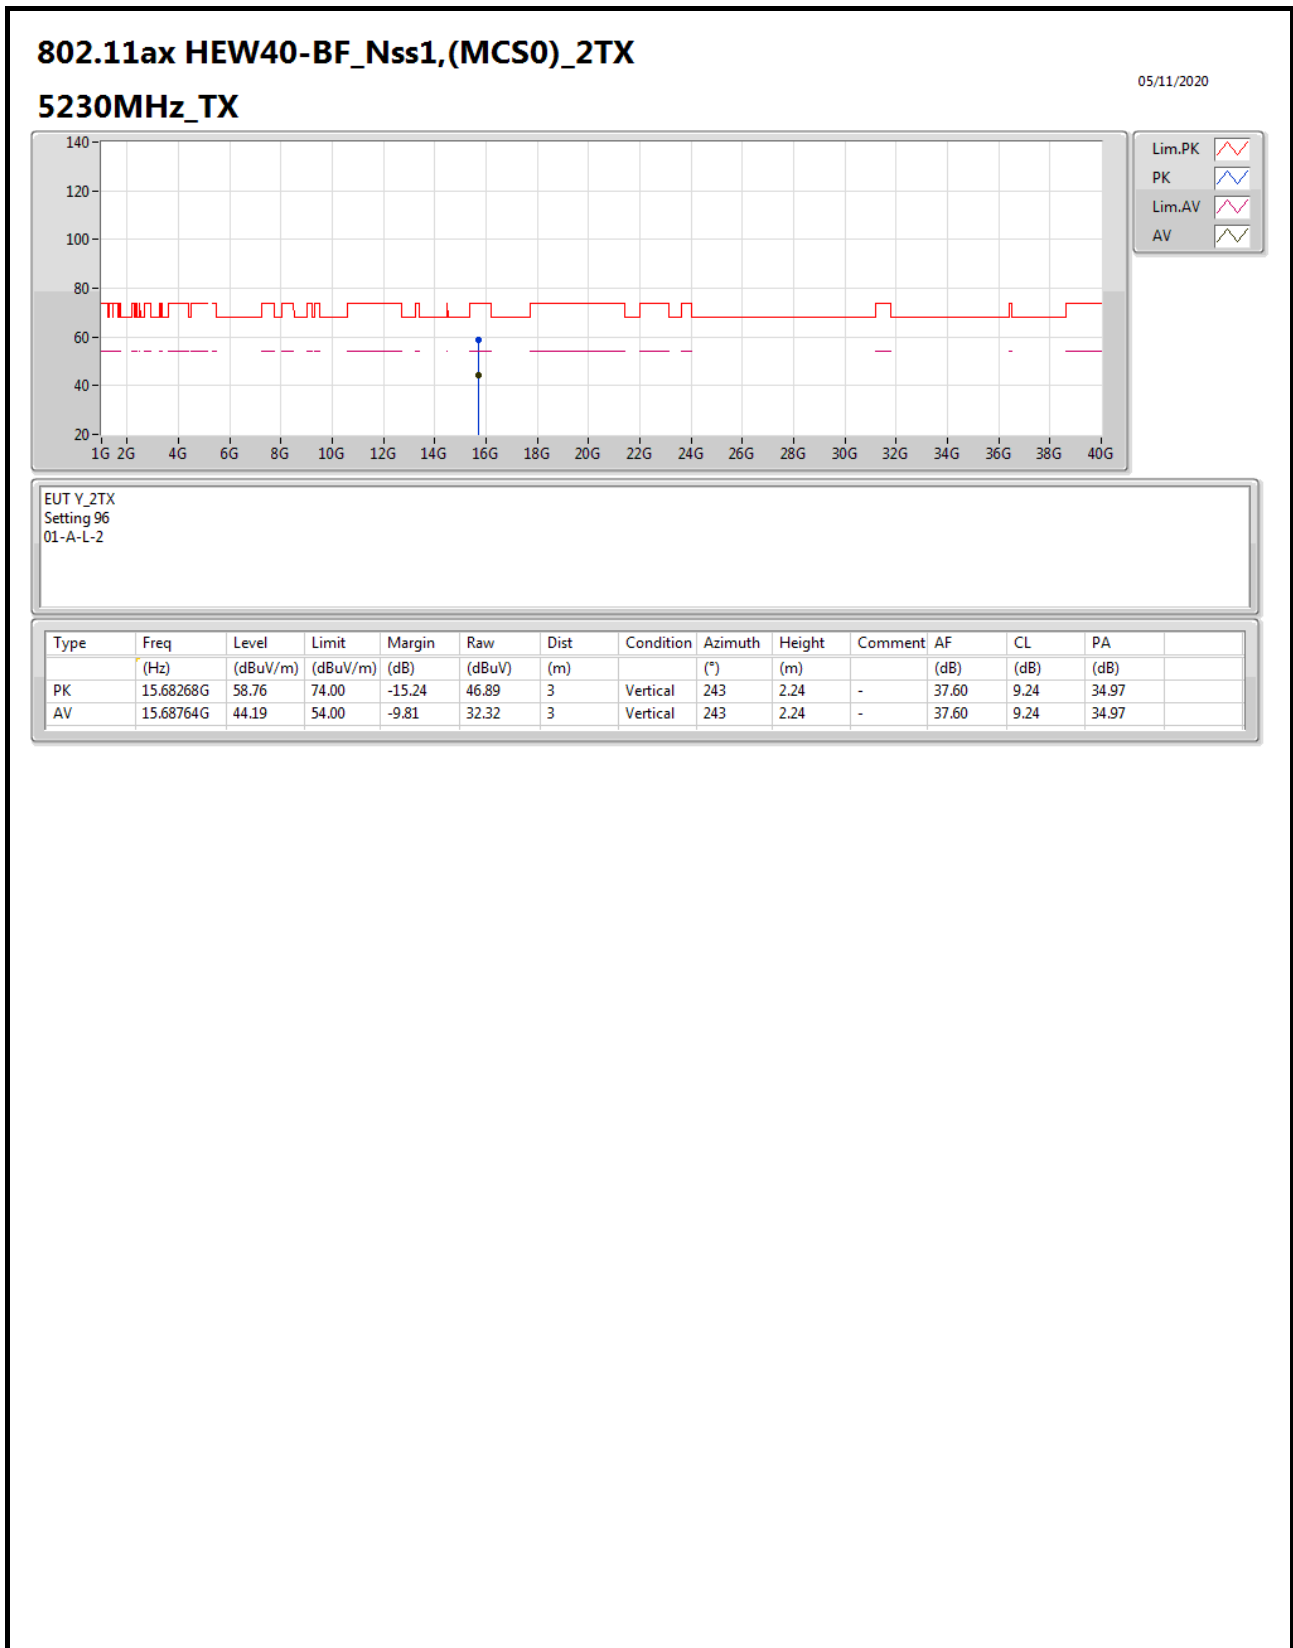 802.11ax HEW40-BF_Nss1,(MCS0)_2TX
05/11/2020
5230MHz_TX
140
120
100
80
60
40
20
1G 2G 4G 6G 8G 10G 12G 14G 16G 18G 20G 22G 24G 26G 28G 30G 32G 34G 36G 38G 40G
Lim.PK
PK
Lim.AV
AV
EUT Y_2TX
Setting 96
01-A-L-2
Type Freq Level Limit Margin Raw Dist Condition Azimuth Height Comment AF CL PA
(Hz) (dBuV/m) (dBuV/m) (dB) (dBuV) (m) (°) (m) (dB) (dB) (dB)
PK 15.68268G 58.76 74.00 -15.24 46.89 3 Vertical 243 2.24 - 37.60 9.24 34.97
AV 15.68764G 44.19 54.00 -9.81 32.32 3 Vertical 243 2.24 - 37.60 9.24 34.97